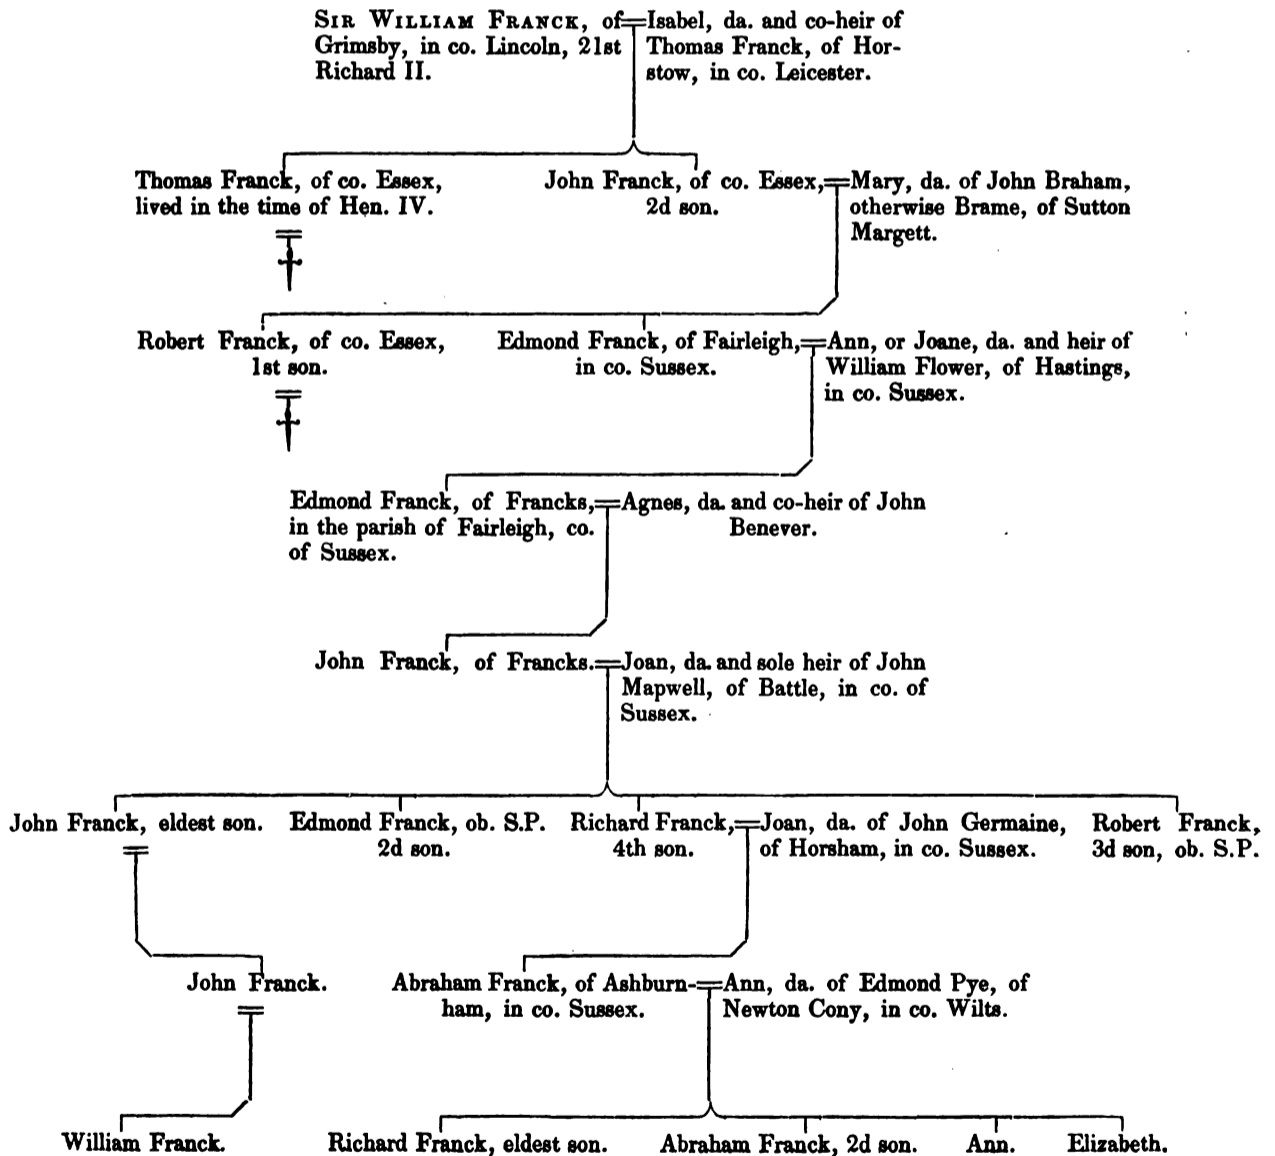 SIR WILLIAM FRANCK, of
Grimsby, in co. Lincoln, 21st
Richard II.
Isabel, da. and co-heir of
Thomas Franck, of Hor-
stow, in co. Leicester.
Thomas Franck, of co. Essex,
lived in the time of Hen. IV.
John Franck, of co. Essex,
2d son.
Mary, da. of John Braham,
otherwise Brame, of Sutton
Margett.
Robert Franck, of co. Essex,
1st son.
Edmond Franck, of Fairleigh,
in co. Sussex.
Ann, or Joane, da. and heir of
William Flower, of Hastings,
in co. Sussex.
Edmond Franck, of Francks,
in the parish of Fairleigh, co.
of Sussex.
Agnes, da. and co-heir of John
Benever.
John Franck, of Francks.
Joan, da. and sole heir of John
Mapwell, of Battle, in co. of
Sussex.
John Franck, eldest son.
Edmond Franck, ob. S.P.
2d son.
Richard Franck,
4th son.
Joan, da. of John Germaine,
of Horsham, in co. Sussex.
Robert Franck,
3d son, ob. S.P.
John Franck.
Abraham Franck, of Ashburn-
ham, in co. Sussex.
Ann, da. of Edmond Pye, of
Newton Cony, in co. Wilts.
William Franck.
Richard Franck, eldest son.
Abraham Franck, 2d son.
Ann.
Elizabeth.